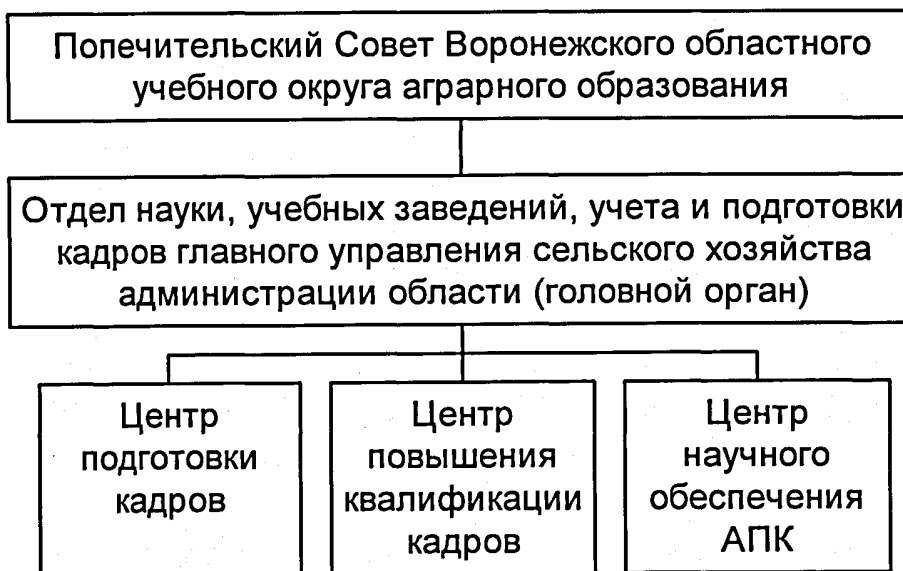 Попечительский Совет Воронежского областного
учебного округа аграрного образования
Отдел науки, учебных заведений, учета и подготовки
кадров главного управления сельского хозяйства
администрации области (головной орган)
Центр
подготовки
кадров
Центр
повышения
квалификации
кадров
Центр
научного
обеспечения
АПК